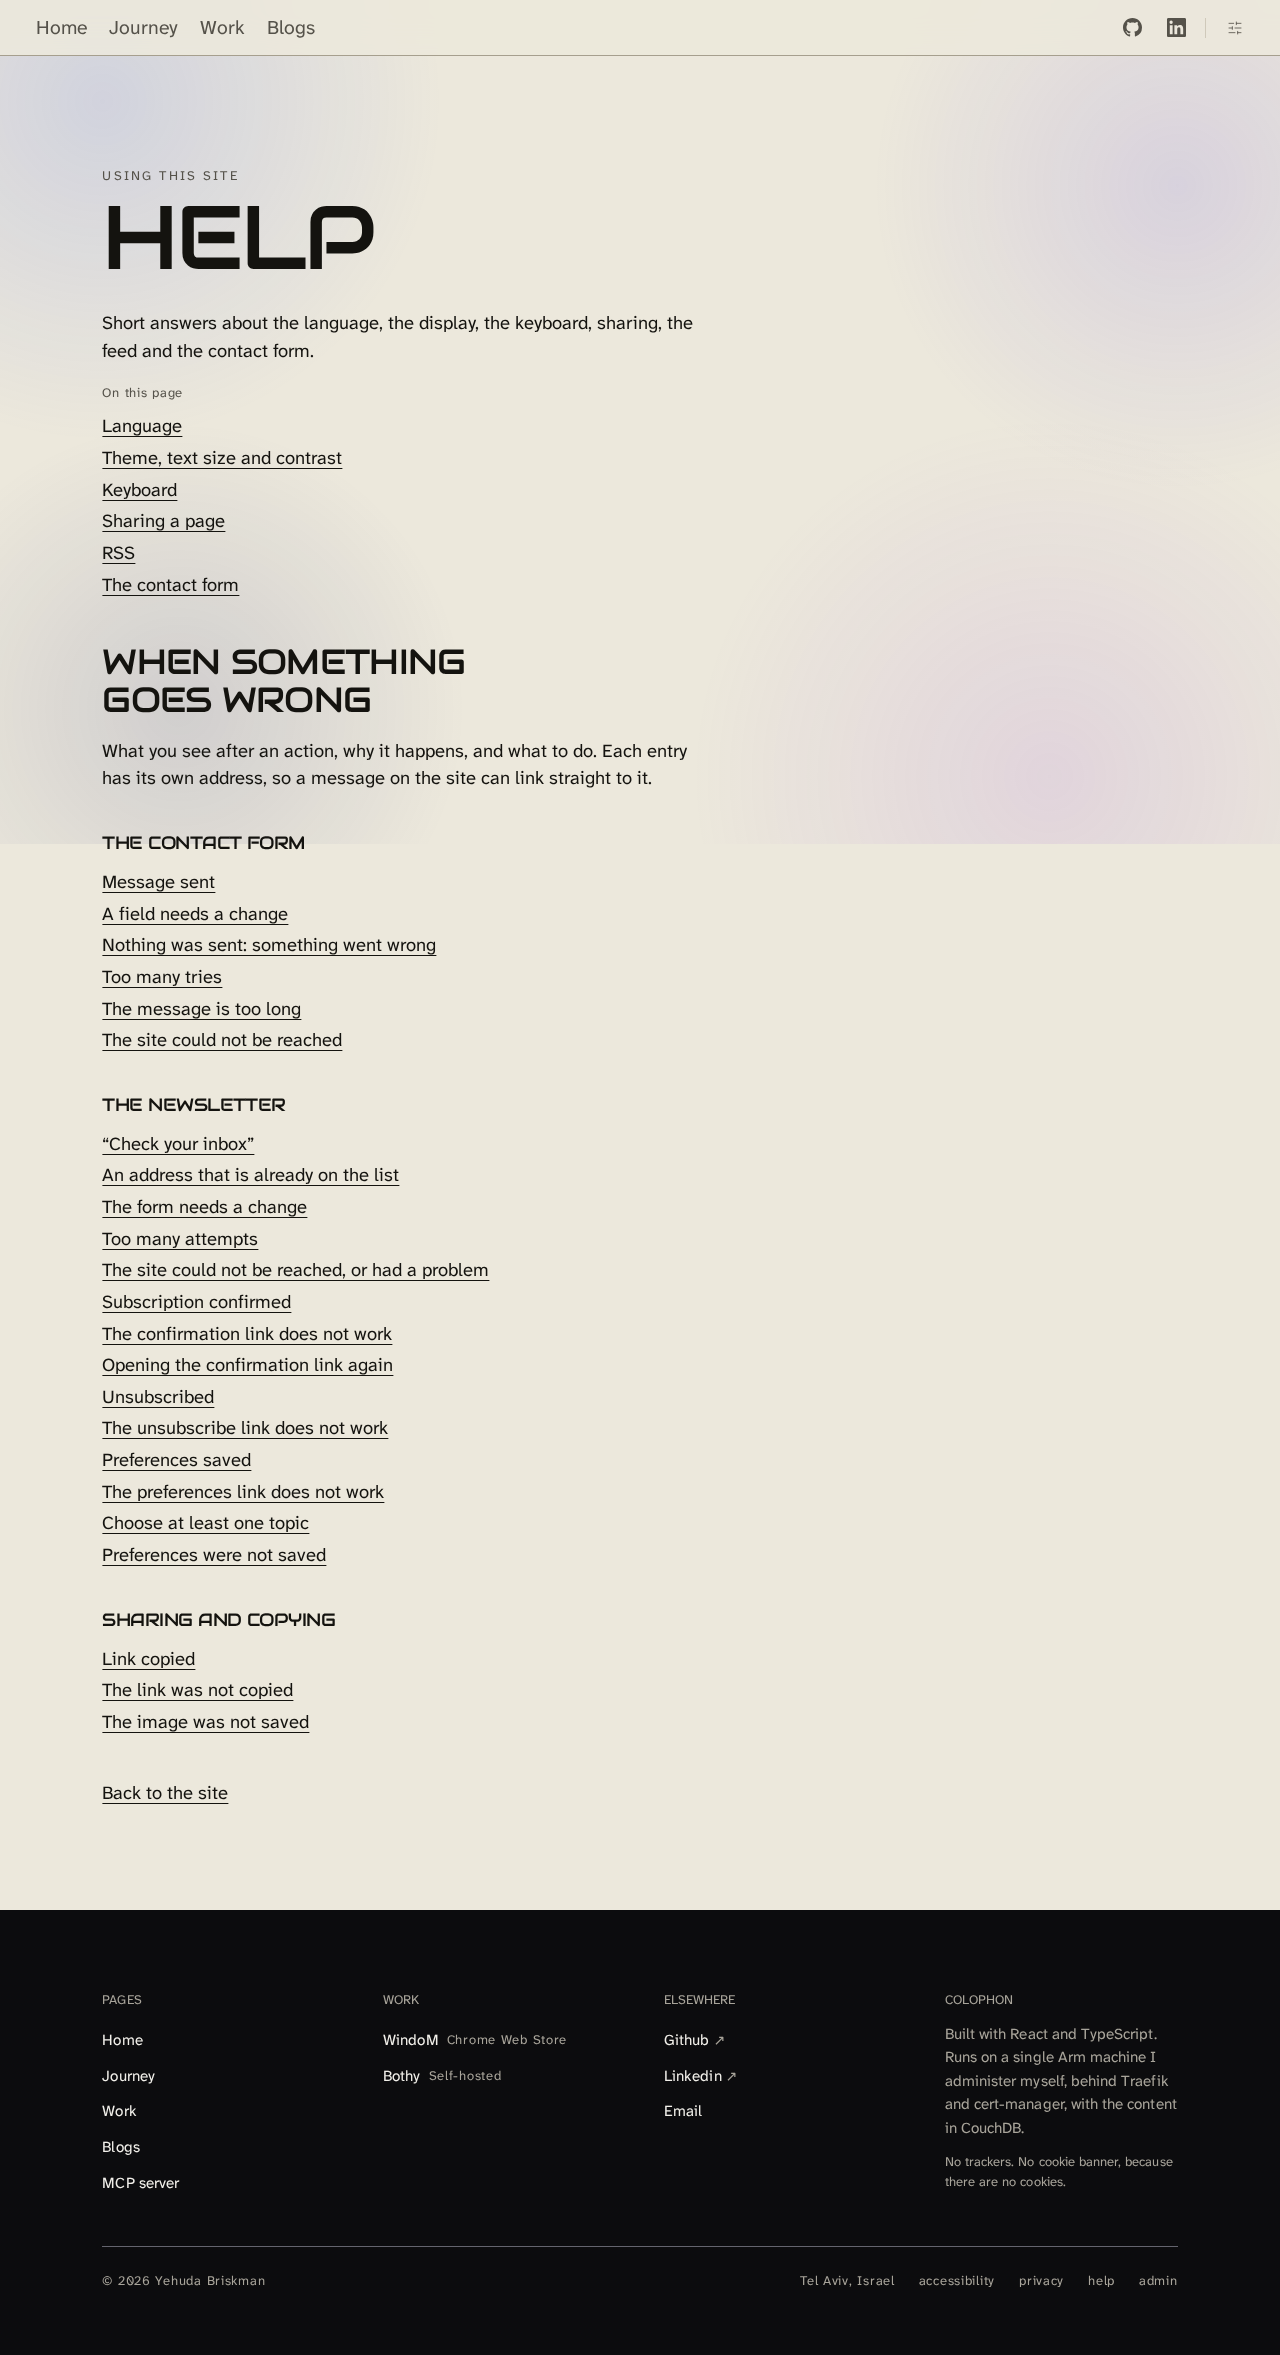 Home Journey Work Blogs
USING THIS SITE
HELP
Short answers about the language, the display, the keyboard, sharing, the
feed and the contact form.
On this page
Language
Theme, text size and contrast
Keyboard
Sharing a page
RSS
The contact form
WHEN SOMETHING
GOES WRONG
What you see after an action, why it happens, and what to do. Each entry
has its own address, so a message on the site can link straight to it.
THE CONTACT FORM
Message sent
A field needs a change
Nothing was sent: something went wrong
Too many tries
The message is too long
The site could not be reached
THE NEWSLETTER
“Check your inbox”
An address that is already on the list
The form needs a change
Too many attempts
The site could not be reached, or had a problem
Subscription confirmed
The confirmation link does not work
Opening the confirmation link again
Unsubscribed
The unsubscribe link does not work
Preferences saved
The preferences link does not work
Choose at least one topic
Preferences were not saved
SHARING AND COPYING
Link copied
The link was not copied
The image was not saved
Back to the site
PAGES
Home
Journey
Work
Blogs
MCP server
WORK
WindoM Chrome Web Store
Bothy Self-hosted
ELSEWHERE
Github ↗
Linkedin ↗
Email
COLOPHON
Built with React and TypeScript.
Runs on a single Arm machine I
administer myself, behind Traefik
and cert-manager, with the content
in CouchDB.
No trackers. No cookie banner, because
there are no cookies.
© 2026 Yehuda Briskman
Tel Aviv, Israel accessibility privacy help admin